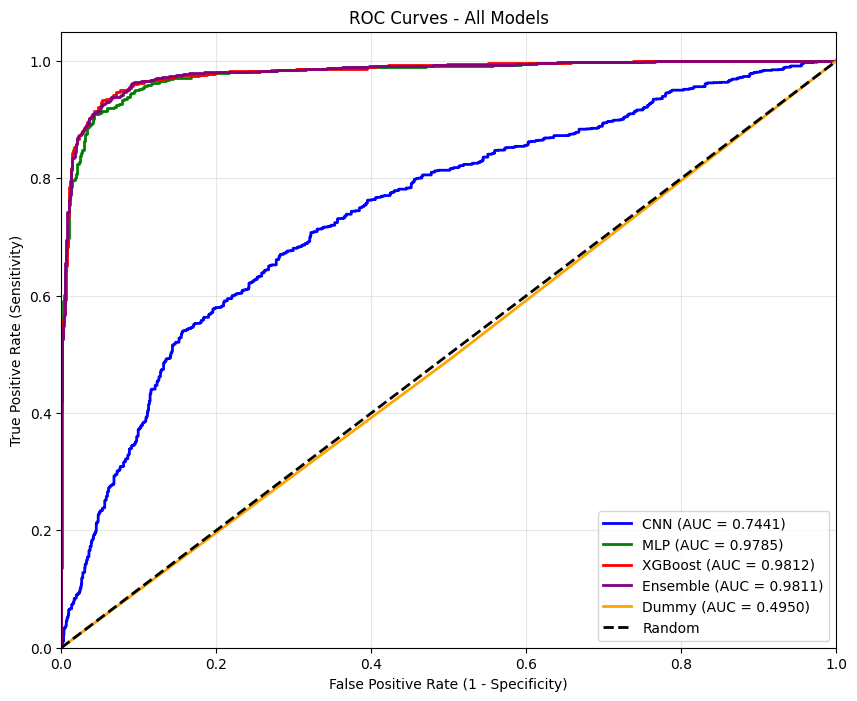 ROC Curves - All Models
True Positive Rate (Sensitivity)
1.0
0.8
0.6
0.4
0.2
0.0
0.0 0.2 0.4 0.6 0.8 1.0
False Positive Rate (1 - Specificity)
CNN (AUC = 0.7441)
MLP (AUC = 0.9785)
XGBoost (AUC = 0.9812)
Ensemble (AUC = 0.9811)
Dummy (AUC = 0.4950)
Random